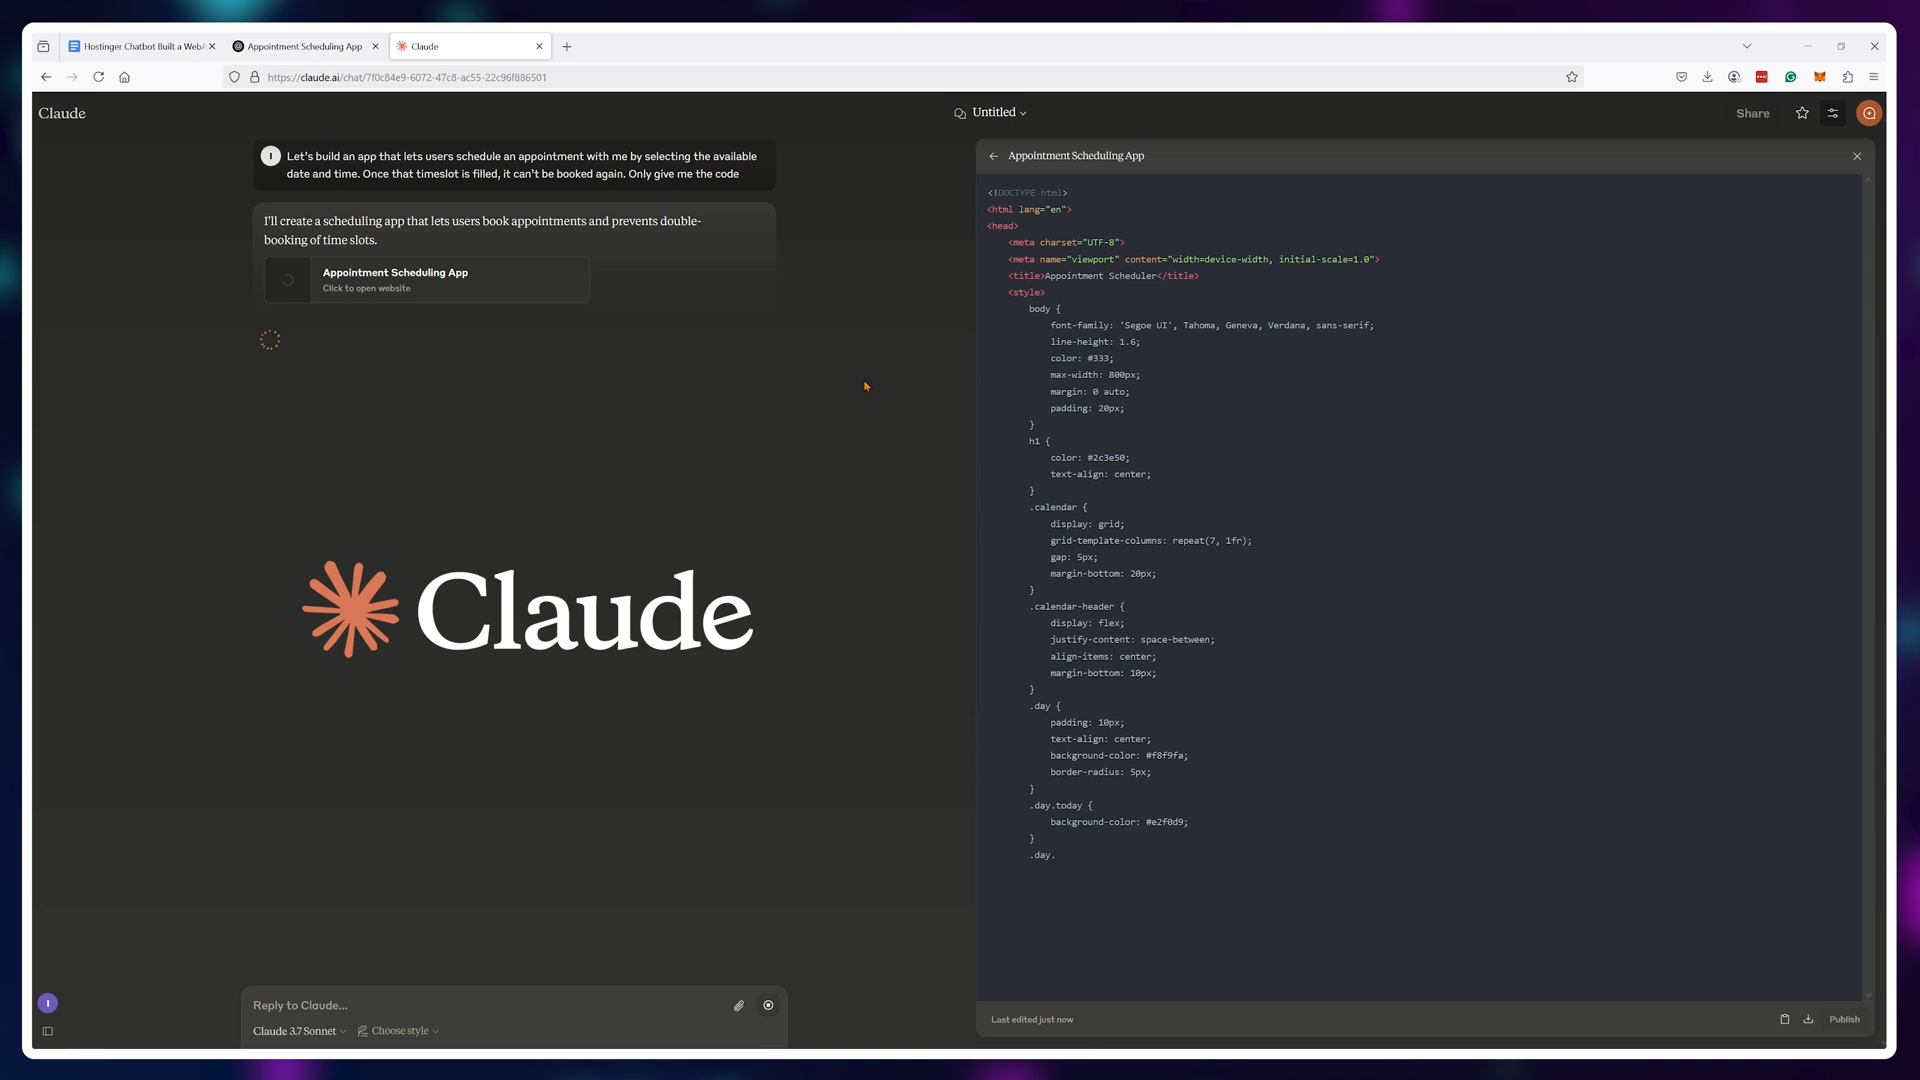 Hostinger Chatbot Built a WebA
Appointment Scheduling App
Claude
https://claude.ai/chat/7f0c84e9-6072-47c8-ac55-22c96f886501
Claude
Untitled
Share
I
Let's build an app that lets users schedule an appointment with me by selecting the available
date and time. Once that timeslot is filled, it can't be booked again. Only give me the code
I'll create a scheduling app that lets users book appointments and prevents double-
booking of time slots.
Appointment Scheduling App
Click to open website
Claude
I
Reply to Claude...
Claude 3.7 Sonnet
Choose style
Appointment Scheduling App
<!DOCTYPE html>
<html lang="en">
<head>
    <meta charset="UTF-8">
    <meta name="viewport" content="width=device-width, initial-scale=1.0">
    <title>Appointment Scheduler</title>
    <style>
        body {
            font-family: 'Segoe UI', Tahoma, Geneva, Verdana, sans-serif;
            line-height: 1.6;
            color: #333;
            max-width: 800px;
            margin: 0 auto;
            padding: 20px;
        }
        h1 {
            color: #2c3e50;
            text-align: center;
        }
        .calendar {
            display: grid;
            grid-template-columns: repeat(7, 1fr);
            gap: 5px;
            margin-bottom: 20px;
        }
        .calendar-header {
            display: flex;
            justify-content: space-between;
            align-items: center;
            margin-bottom: 10px;
        }
        .day {
            padding: 10px;
            text-align: center;
            background-color: #f8f9fa;
            border-radius: 5px;
        }
        .day.today {
            background-color: #e2f0d9;
        }
        .day.
Last edited just now
Publish